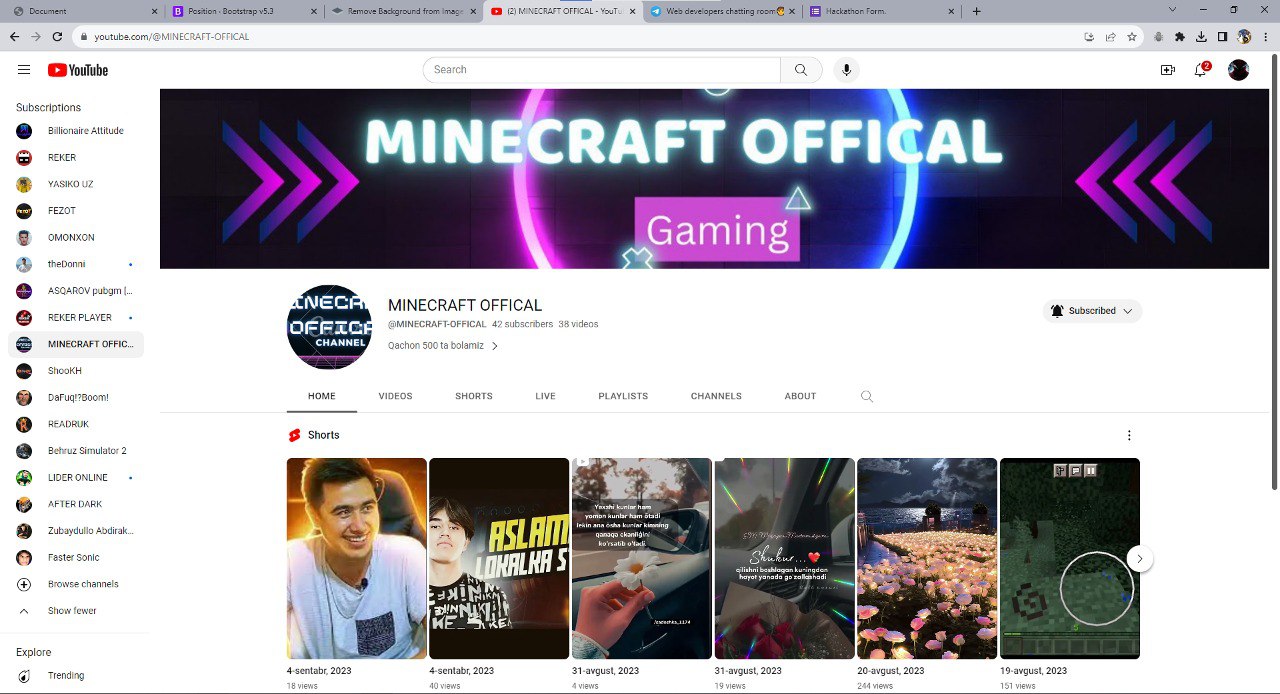 Document
Position · Bootstrap v5.3
Remove Background from Image
(2) MINECRAFT OFFICAL - YouTu
Web developers chatting room
Hackathon Form.
youtube.com/@MINECRAFT-OFFICAL
YouTube
Search
2
Subscriptions
Billionaire Attitude
REKER
YASIKO UZ
FEZOT
OMONXON
theDonni
ASQAROV pubgm [...
REKER PLAYER
MINECRAFT OFFIC...
ShooKH
DaFuq!?Boom!
READRUK
Behruz Simulator 2
LIDER ONLINE
AFTER DARK
Zubaydullo Abdirak...
Faster Sonic
Browse channels
Show fewer
Explore
Trending
MINECRAFT OFFICAL
Gaming
INECR
OFFICA
CHANNEL
MINECRAFT OFFICAL
@MINECRAFT-OFFICAL 42 subscribers 38 videos
Qachon 500 ta bolamiz
Subscribed
HOME VIDEOS SHORTS LIVE PLAYLISTS CHANNELS ABOUT
Shorts
ASLAM
LOKALKA S
Yaxshi kunlar ham
yomon kunlar ham o'tadi
lekin ana o'sha kunlar kimning
qanaqa ekanligini
ko'rsatib o'tadi.
Shukur...❤
qilishni boshlagan kuningdan
hayot yanada go'zallashadi
4-sentabr, 2023
18 views
4-sentabr, 2023
40 views
31-avgust, 2023
4 views
31-avgust, 2023
19 views
20-avgust, 2023
244 views
19-avgust, 2023
151 views